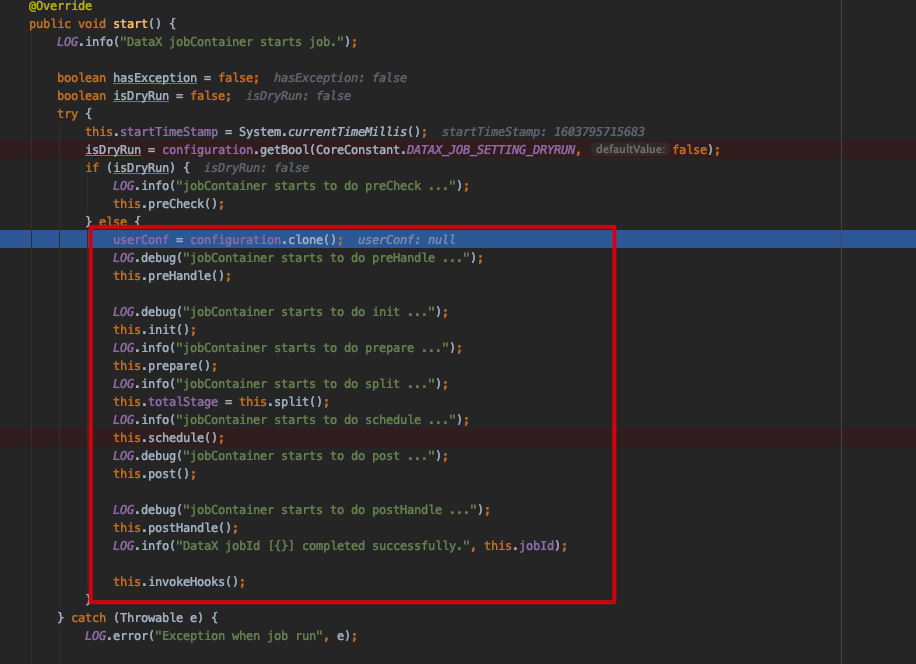 @Override
public void start() {
LOG.info("DataX jobContainer starts job.");
boolean hasException = false; hasException: false
boolean isDryRun = false; isDryRun: false
try {
this.startTimeStamp = System.currentTimeMillis(); startTimeStamp: 1603795715683
isDryRun = configuration.getBool(CoreConstant.DATAX_JOB_SETTING_DRYRUN, defaultValue: false);
if (isDryRun) { isDryRun: false
LOG.info("jobContainer starts to do preCheck ...");
this.preCheck();
} else {
userConf = configuration.clone(); userConf: null
LOG.debug("jobContainer starts to do preHandle ...");
this.preHandle();
LOG.debug("jobContainer starts to do init ...");
this.init();
LOG.info("jobContainer starts to do prepare ...");
this.prepare();
LOG.info("jobContainer starts to do split ...");
this.totalStage = this.split();
LOG.info("jobContainer starts to do schedule ...");
this.schedule();
LOG.debug("jobContainer starts to do post ...");
this.post();
LOG.debug("jobContainer starts to do postHandle ...");
this.postHandle();
LOG.info("DataX jobId [{}] completed successfully.", this.jobId);
this.invokeHooks();
}
} catch (Throwable e) {
LOG.error("Exception when job run", e);